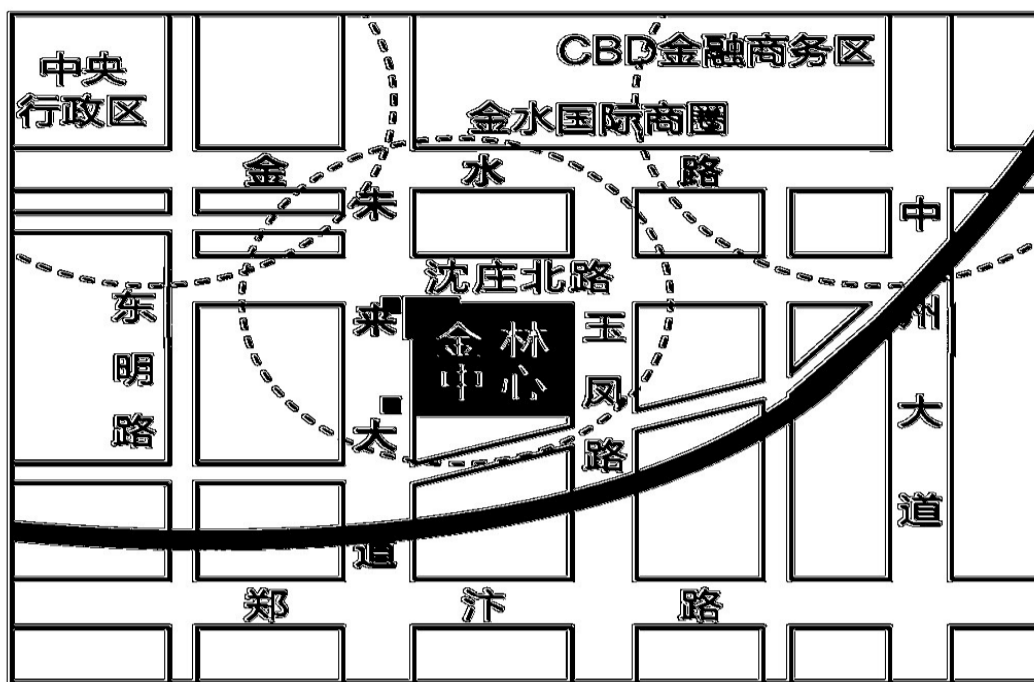 中央
行政区
CBD金融商务区
金水国际商圈
金水路
朱来大道
中州大道
沈庄北路
东明路
金林
中心
玉凤路
郑汴路